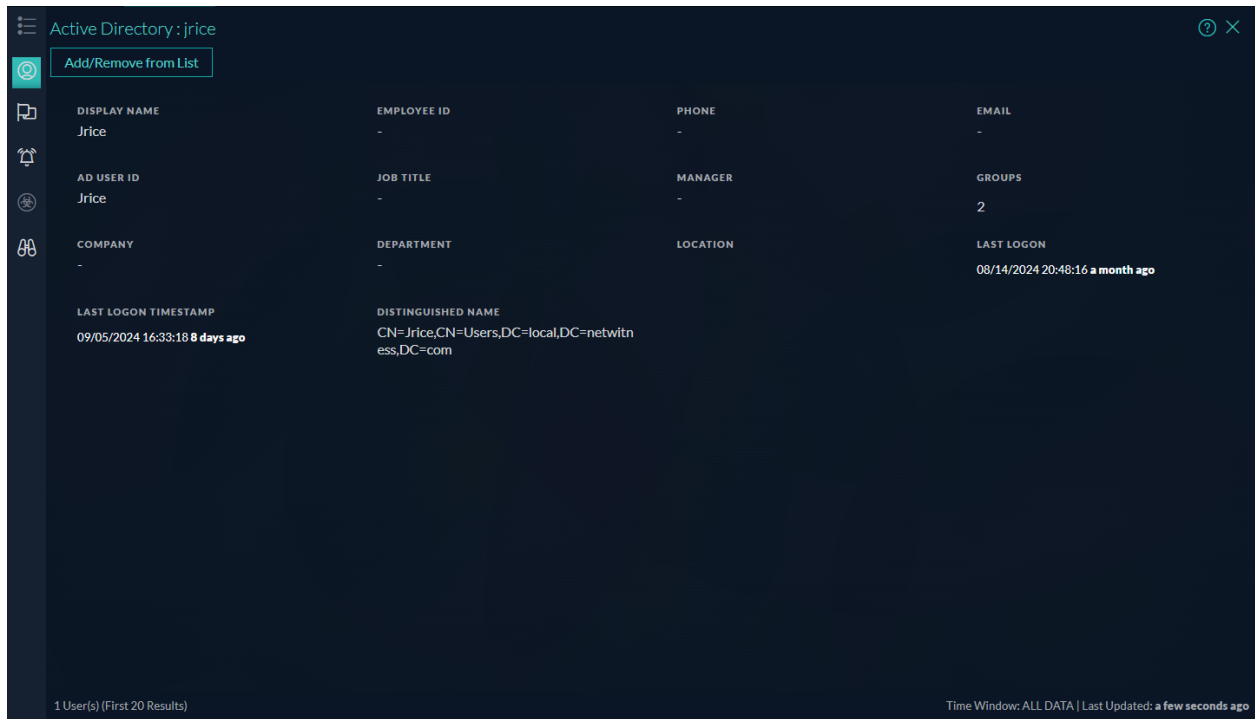 Active Directory : jrice
Add/Remove from List
DISPLAY NAME
Jrice
EMPLOYEE ID
-
PHONE
-
EMAIL
-
AD USER ID
Jrice
JOB TITLE
-
MANAGER
-
GROUPS
2
COMPANY
-
DEPARTMENT
-
LOCATION
LAST LOGON
08/14/2024 20:48:16 a month ago
LAST LOGON TIMESTAMP
09/05/2024 16:33:18 8 days ago
DISTINGUISHED NAME
CN=Jrice,CN=Users,DC=local,DC=netwitn
ess,DC=com
1 User(s) (First 20 Results)
Time Window: ALL DATA | Last Updated: a few seconds ago